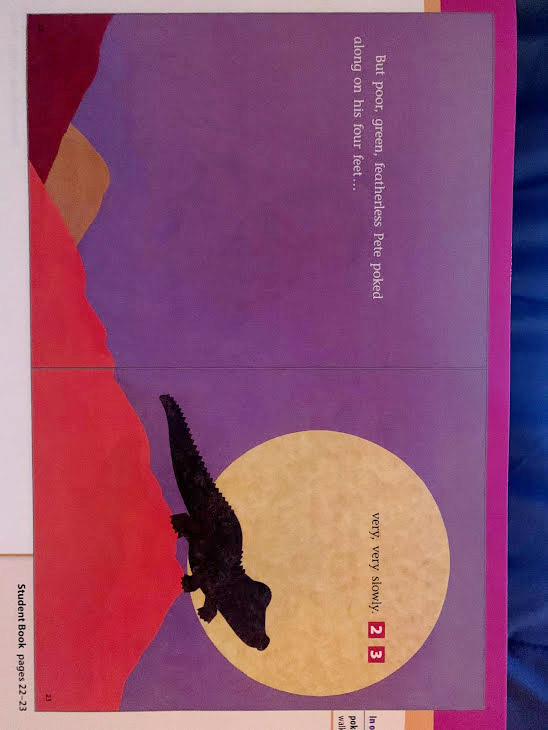 But poor, green, featherless Pete poked
along on his four feet…
very, very slowly. 2 3
23
Student Book pages 22–23